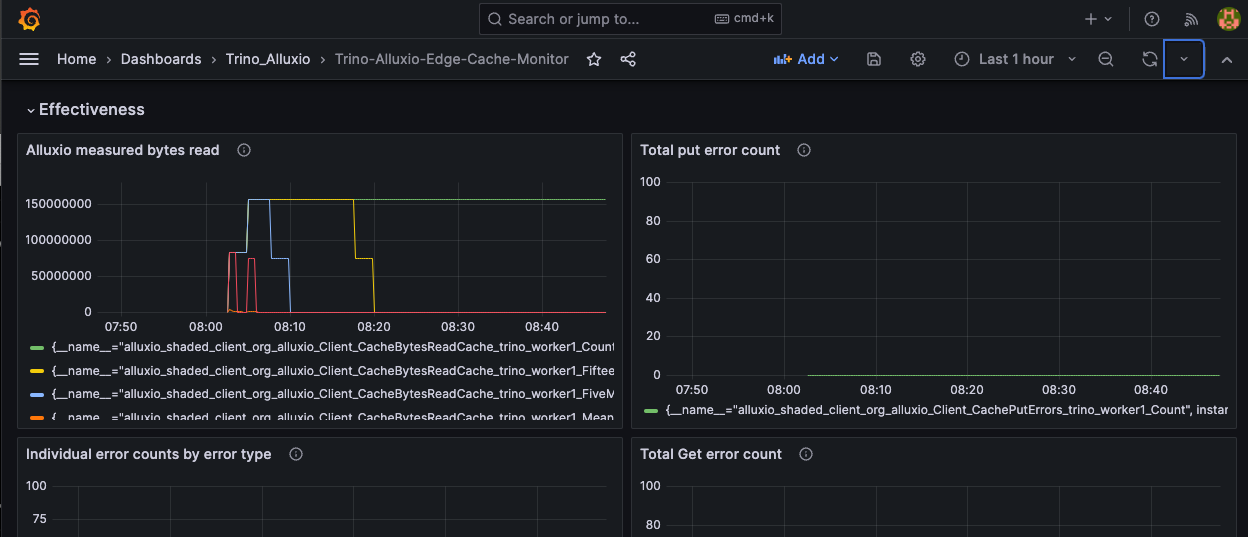 Search or jump to... cmd+k
Home › Dashboards › Trino_Alluxio › Trino-Alluxio-Edge-Cache-Monitor Add Last 1 hour
Effectiveness
Alluxio measured bytes read
150000000
100000000
50000000
0
07:50 08:00 08:10 08:20 08:30 08:40
{__name__="alluxio_shaded_client_org_alluxio_Client_CacheBytesReadCache_trino_worker1_Count
{__name__="alluxio_shaded_client_org_alluxio_Client_CacheBytesReadCache_trino_worker1_Fiftee
{__name__="alluxio_shaded_client_org_alluxio_Client_CacheBytesReadCache_trino_worker1_FiveM
{__name__="alluxio_shaded_client_org_alluxio_Client_CacheBytesReadCache_trino_worker1_Mean
Total put error count
100
80
60
40
20
0
07:50 08:00 08:10 08:20 08:30 08:40
{__name__="alluxio_shaded_client_org_alluxio_Client_CachePutErrors_trino_worker1_Count", instar
Individual error counts by error type
100
75
Total Get error count
100
80